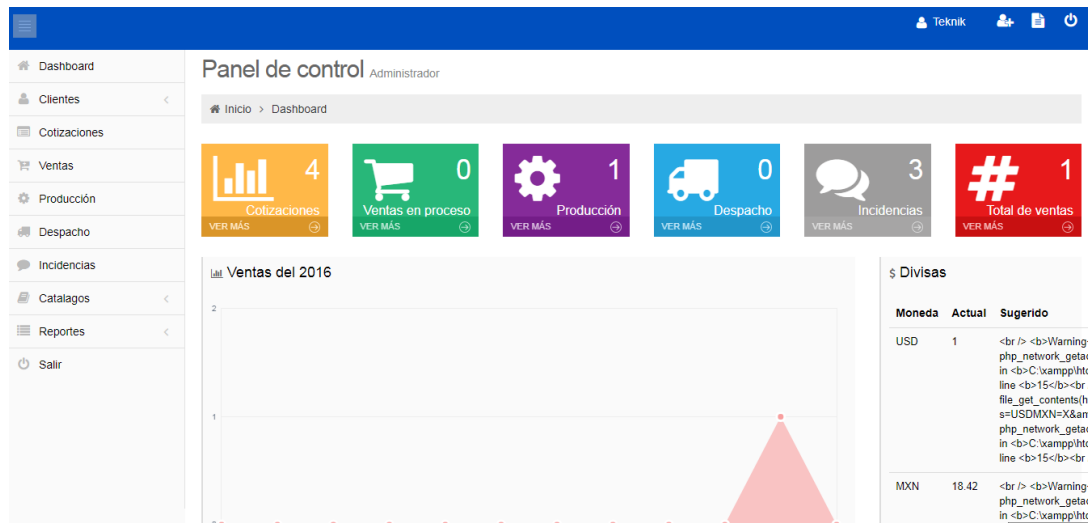 Teknik
Dashboard
Clientes
Cotizaciones
Ventas
Producción
Despacho
Incidencias
Catalagos
Reportes
Salir
Panel de control Administrador
Inicio > Dashboard
4
Cotizaciones
VER MÁS
0
Ventas en proceso
VER MÁS
1
Producción
VER MÁS
0
Despacho
VER MÁS
3
Incidencias
VER MÁS
1
Total de ventas
VER MÁS
Ventas del 2016
2
1
$ Divisas
Moneda Actual Sugerido
USD 1 <br /> <b>Warning
php_network_getad
in <b>C:\xampp\htd
line <b>15</b><br
file_get_contents(h
s=USDMXN=X&am
php_network_getad
in <b>C:\xampp\htd
line <b>15</b><br
MXN 18.42 <br /> <b>Warning
php_network_getad
in <b>C:\xampp\htd